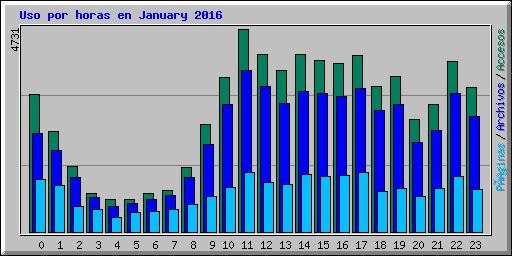 Uso por horas en January 2016
4731
Páginas / Archivos / Accesos
0 1 2 3 4 5 6 7 8 9 10 11 12 13 14 15 16 17 18 19 20 21 22 23